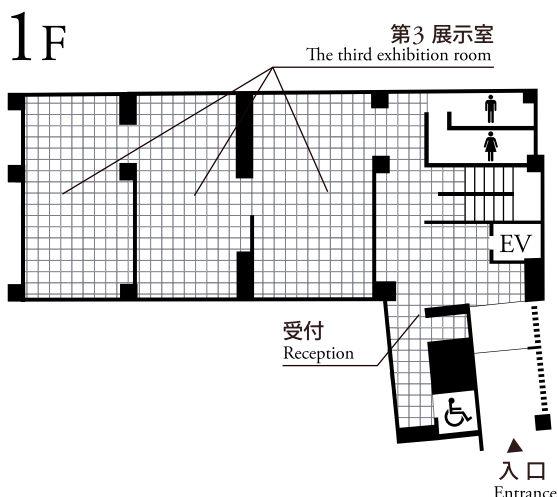 1F
第3 展示室
The third exhibition room
EV
受付
Reception
入口
Entrance